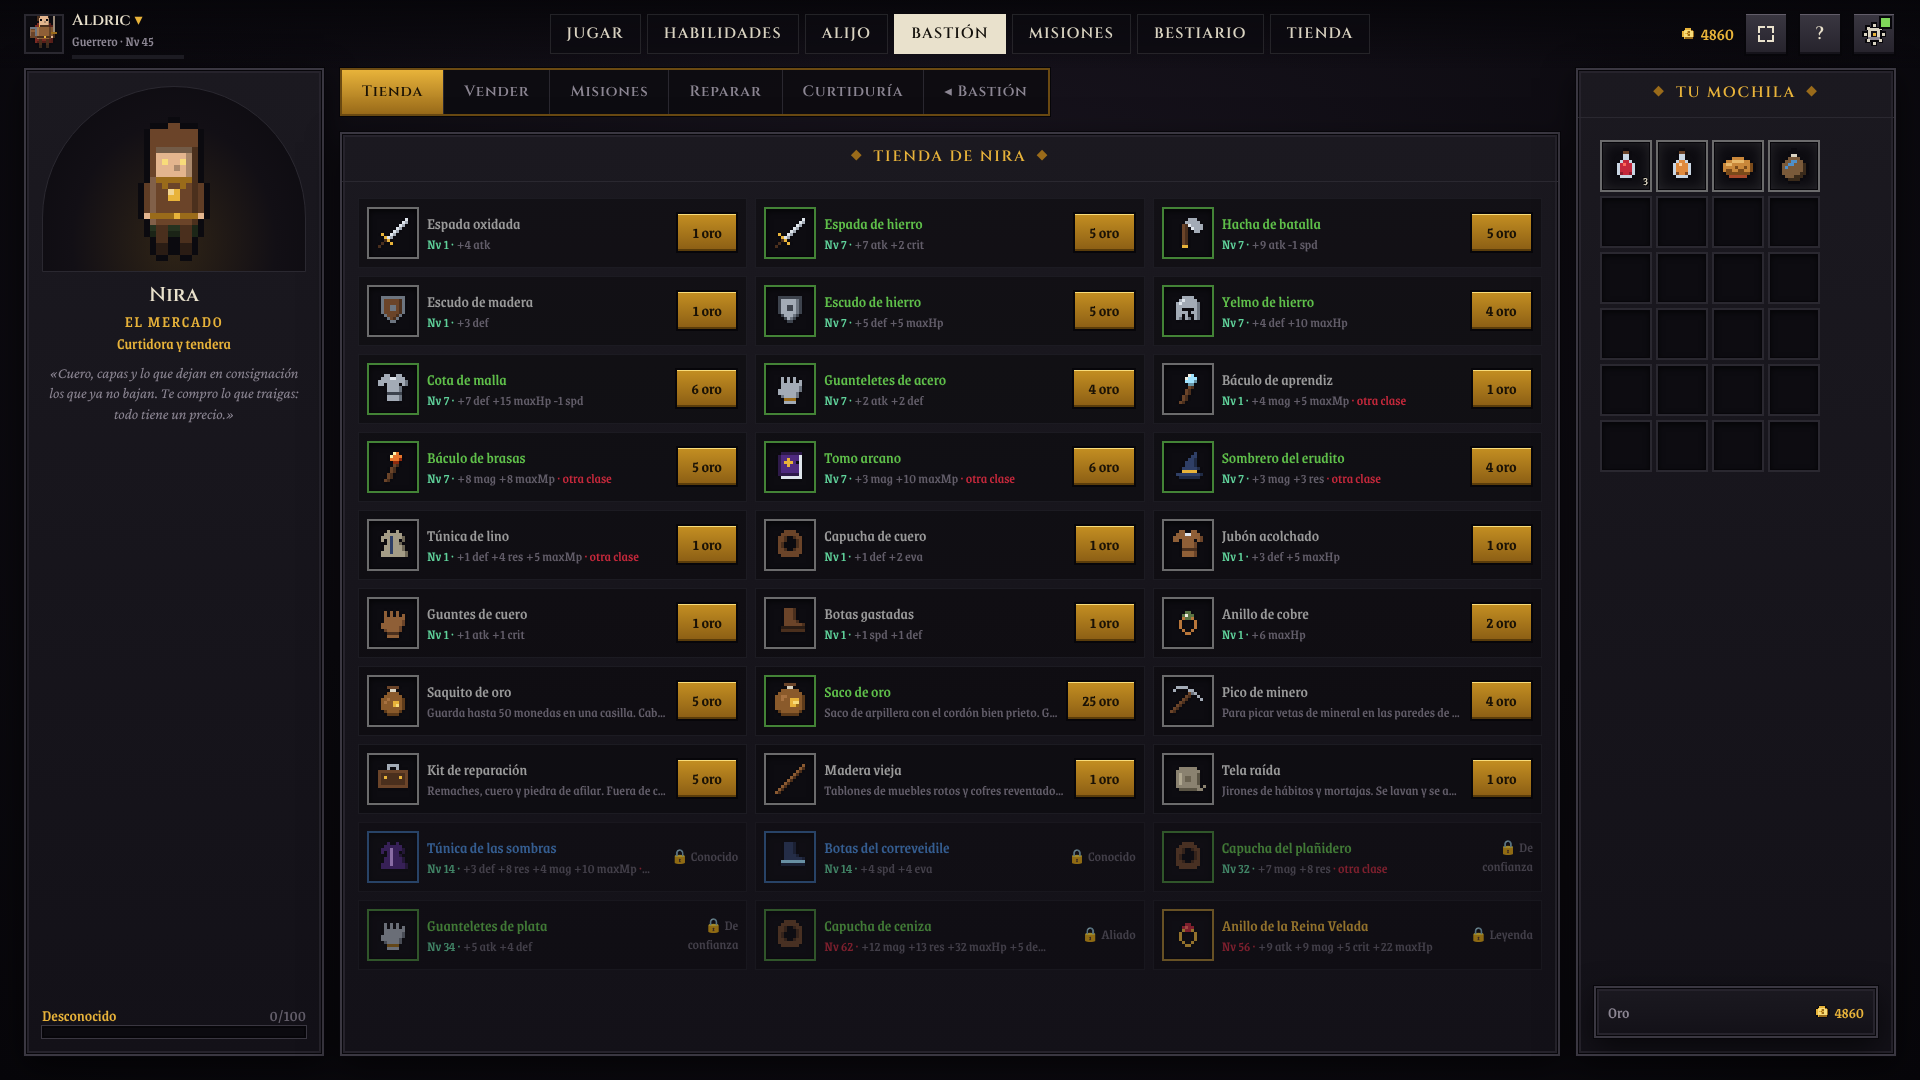 ALDRIC ▼
Guerrero · Nv 45
JUGAR
HABILIDADES
ALIJO
BASTIÓN
MISIONES
BESTIARIO
TIENDA
4860
?
TIENDA
VENDER
MISIONES
REPARAR
CURTIDURÍA
◂ BASTIÓN
NIRA
EL MERCADO
Curtidora y tendera
«Cuero, capas y lo que dejan en consignación
los que ya no bajan. Te compro lo que traigas:
todo tiene un precio.»
Desconocido 0/100
◆ TIENDA DE NIRA ◆
Espada oxidada
Nv 1 · +4 atk
1 oro
Espada de hierro
Nv 7 · +7 atk +2 crit
5 oro
Hacha de batalla
Nv 7 · +9 atk -1 spd
5 oro
Escudo de madera
Nv 1 · +3 def
1 oro
Escudo de hierro
Nv 7 · +5 def +5 maxHp
5 oro
Yelmo de hierro
Nv 7 · +4 def +10 maxHp
4 oro
Cota de malla
Nv 7 · +7 def +15 maxHp -1 spd
6 oro
Guanteletes de acero
Nv 7 · +2 atk +2 def
4 oro
Báculo de aprendiz
Nv 1 · +4 mag +5 maxMp · otra clase
1 oro
Báculo de brasas
Nv 7 · +8 mag +8 maxMp · otra clase
5 oro
Tomo arcano
Nv 7 · +3 mag +10 maxMp · otra clase
6 oro
Sombrero del erudito
Nv 7 · +3 mag +3 res · otra clase
4 oro
Túnica de lino
Nv 1 · +1 def +4 res +5 maxMp · otra clase
1 oro
Capucha de cuero
Nv 1 · +1 def +2 eva
1 oro
Jubón acolchado
Nv 1 · +3 def +5 maxHp
1 oro
Guantes de cuero
Nv 1 · +1 atk +1 crit
1 oro
Botas gastadas
Nv 1 · +1 spd +1 def
1 oro
Anillo de cobre
Nv 1 · +6 maxHp
2 oro
Saquito de oro
Guarda hasta 50 monedas en una casilla. Cab…
5 oro
Saco de oro
Saco de arpillera con el cordón bien prieto. G…
25 oro
Pico de minero
Para picar vetas de mineral en las paredes de …
4 oro
Kit de reparación
Remaches, cuero y piedra de afilar. Fuera de c…
5 oro
Madera vieja
Tablones de muebles rotos y cofres reventado…
1 oro
Tela raída
Jirones de hábitos y mortajas. Se lavan y se a…
1 oro
Túnica de las sombras
Nv 14 · +3 def +8 res +4 mag +10 maxMp ·…
🔒 Conocido
Botas del correveidile
Nv 14 · +4 spd +4 eva
🔒 Conocido
Capucha del plañidero
Nv 32 · +7 mag +8 res · otra clase
🔒 De
confianza
Guanteletes de plata
Nv 34 · +5 atk +4 def
🔒 De
confianza
Capucha de ceniza
Nv 62 · +12 mag +13 res +32 maxHp +5 de…
🔒 Aliado
Anillo de la Reina Velada
Nv 56 · +9 atk +9 mag +5 crit +22 maxHp
🔒 Leyenda
◆ TU MOCHILA ◆
3
Oro 4860